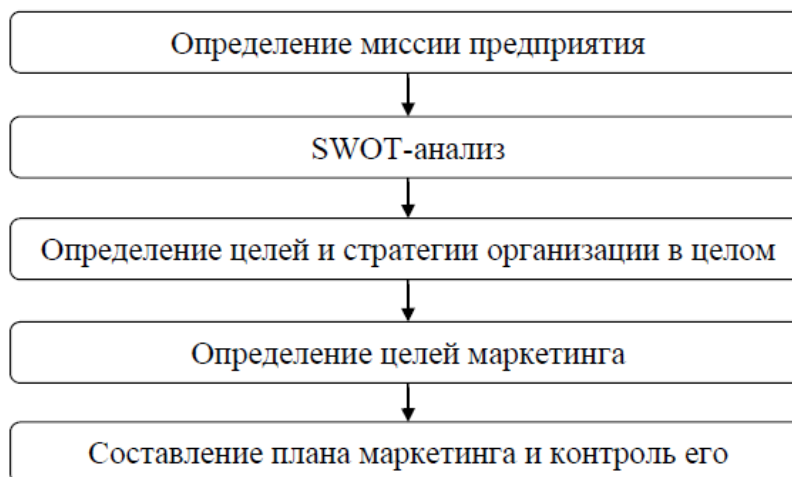 Определение миссии предприятия
SWOT-анализ
Определение целей и стратегии организации в целом
Определение целей маркетинга
Составление плана маркетинга и контроль его